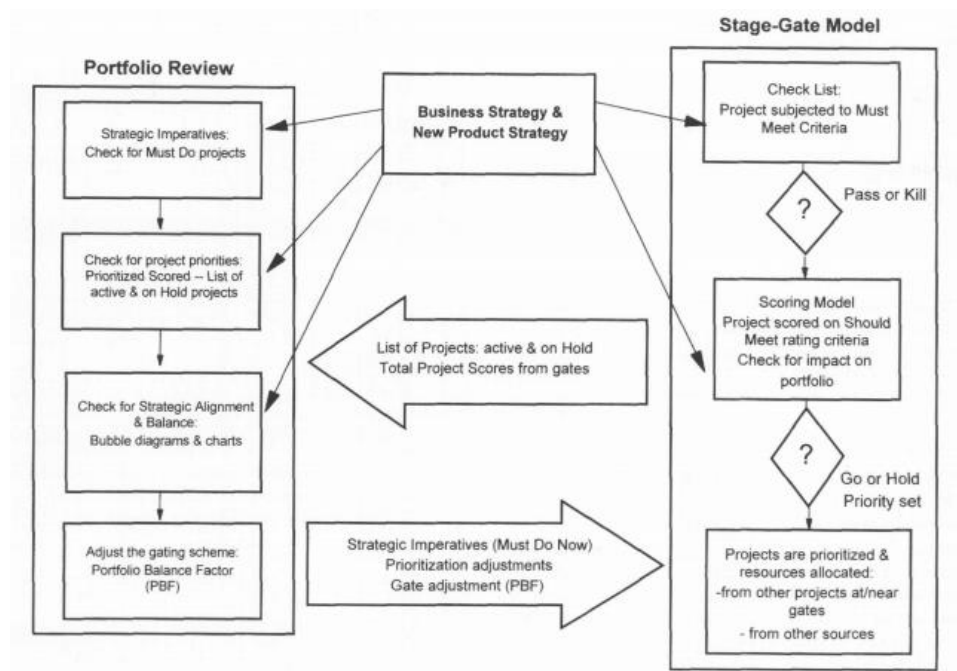 Stage-Gate Model
Portfolio Review
Business Strategy &
New Product Strategy
Strategic Imperatives:
Check for Must Do projects
Check for project priorities:
Prioritized Scored -- List of
active & on Hold projects
Check for Strategic Alignment
& Balance:
Bubble diagrams & charts
Adjust the gating scheme:
Portfolio Balance Factor
(PBF)
List of Projects: active & on Hold
Total Project Scores from gates
Strategic Imperatives (Must Do Now)
Prioritization adjustments
Gate adjustment (PBF)
Check List:
Project subjected to Must
Meet Criteria
?
Pass or Kill
Scoring Model
Project scored on Should
Meet rating criteria
Check for impact on
portfolio
?
Go or Hold
Priority set
Projects are prioritized &
resources allocated:
-from other projects at/near
gates
- from other sources